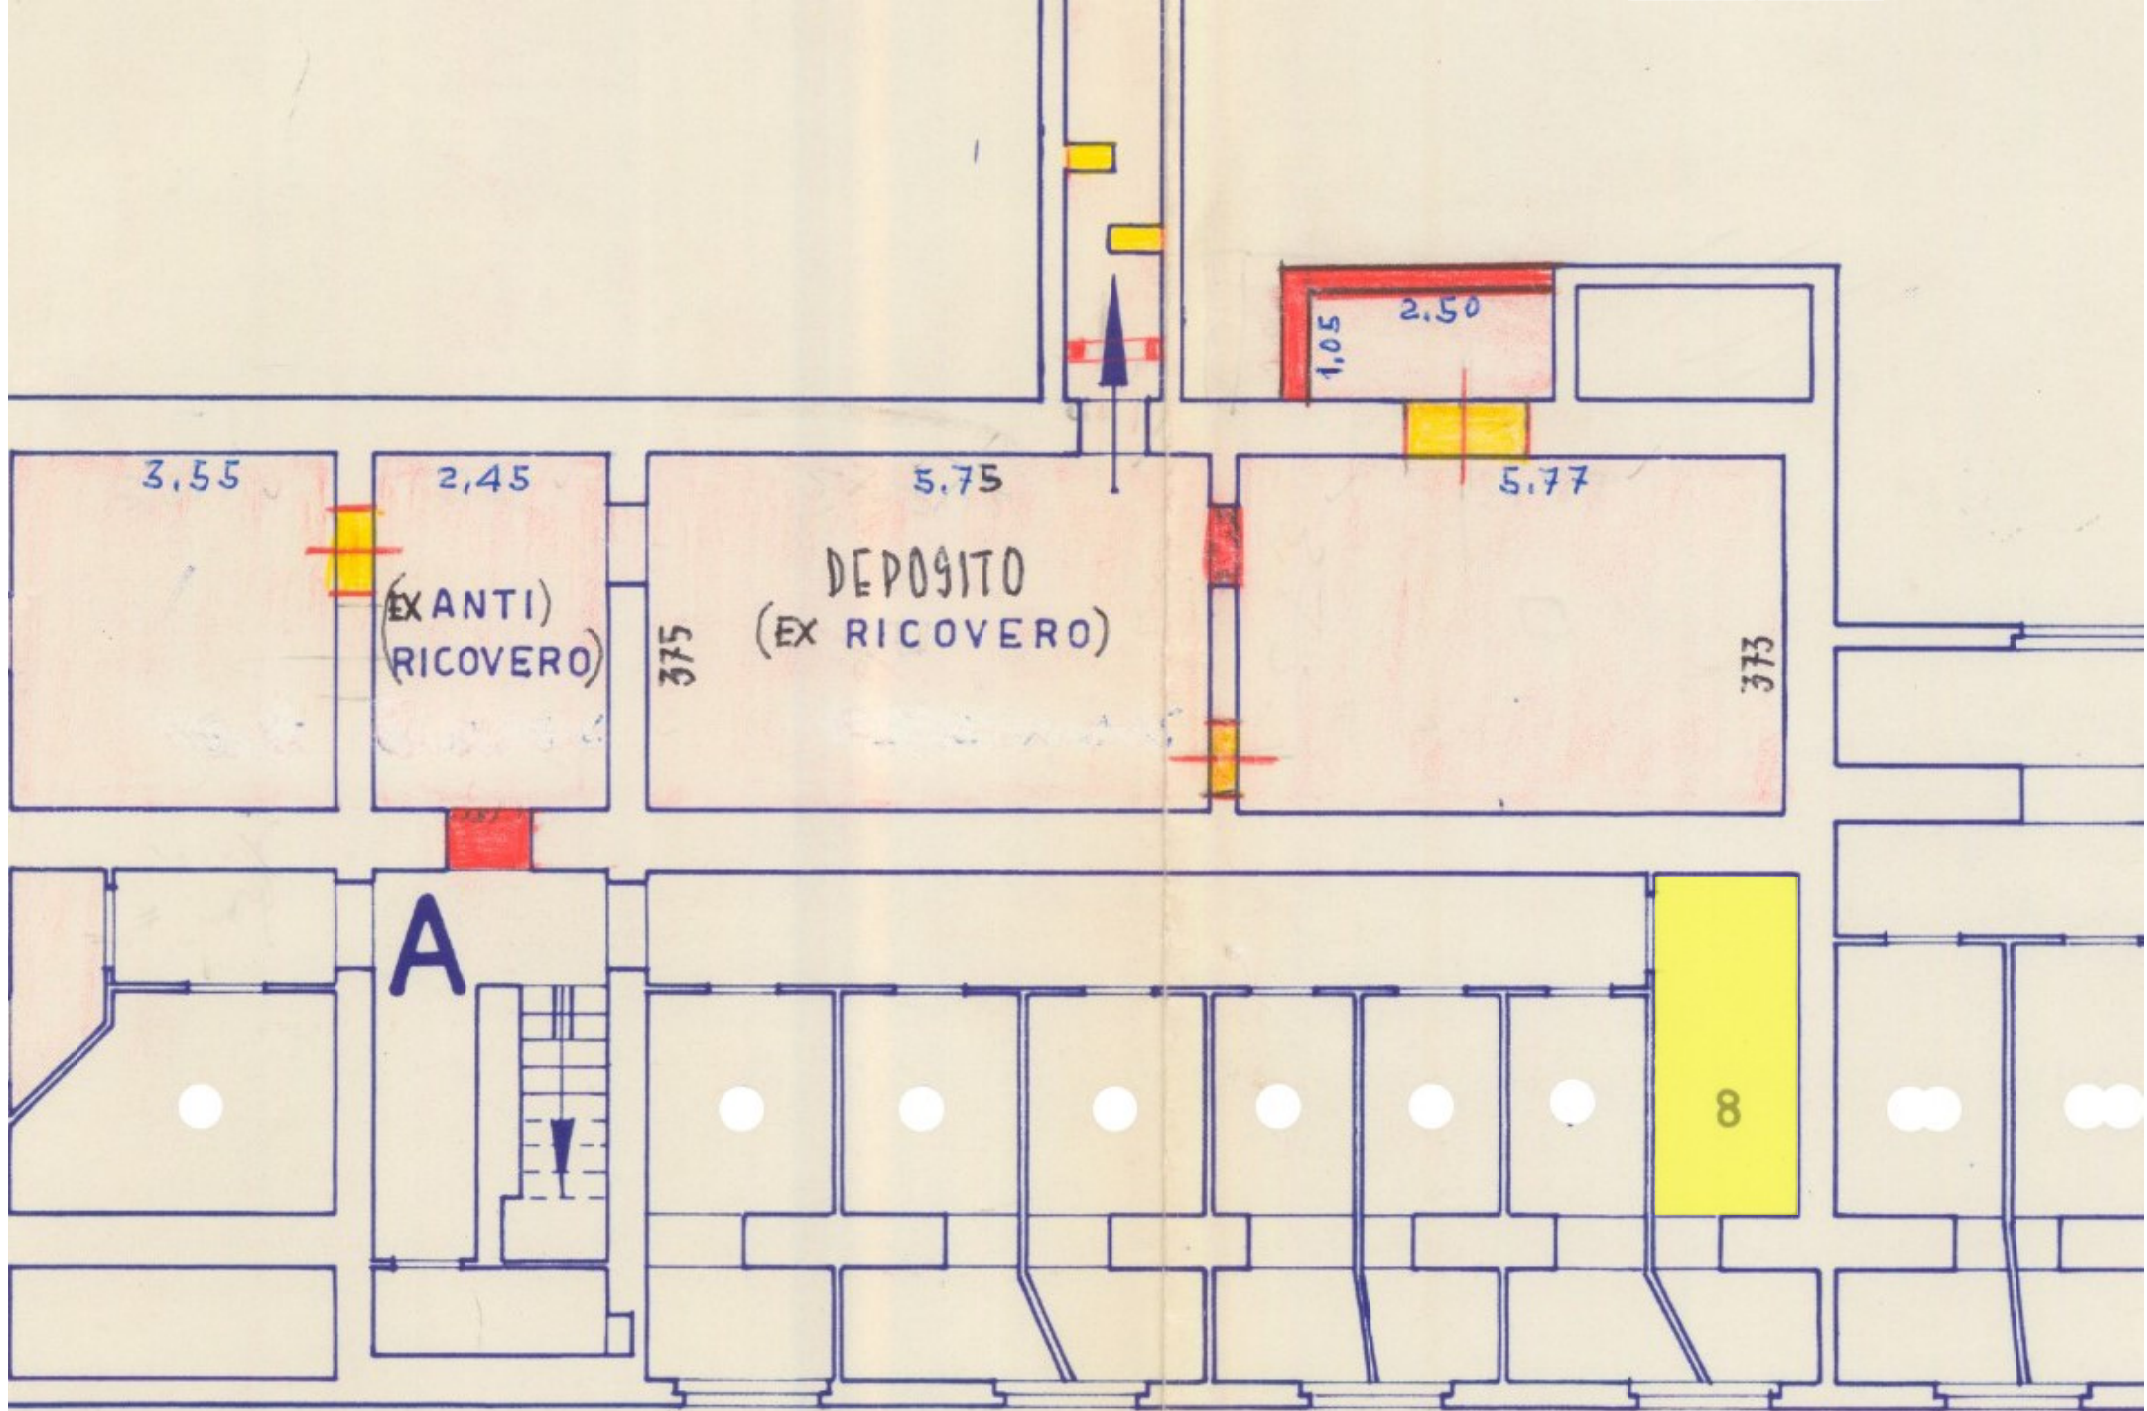 2.50
1,05
3.55
2,45
5.75
5.77
DEPOSITO
(EX RICOVERO)
(EX ANTI)
(RICOVERO)
375
373
A
8